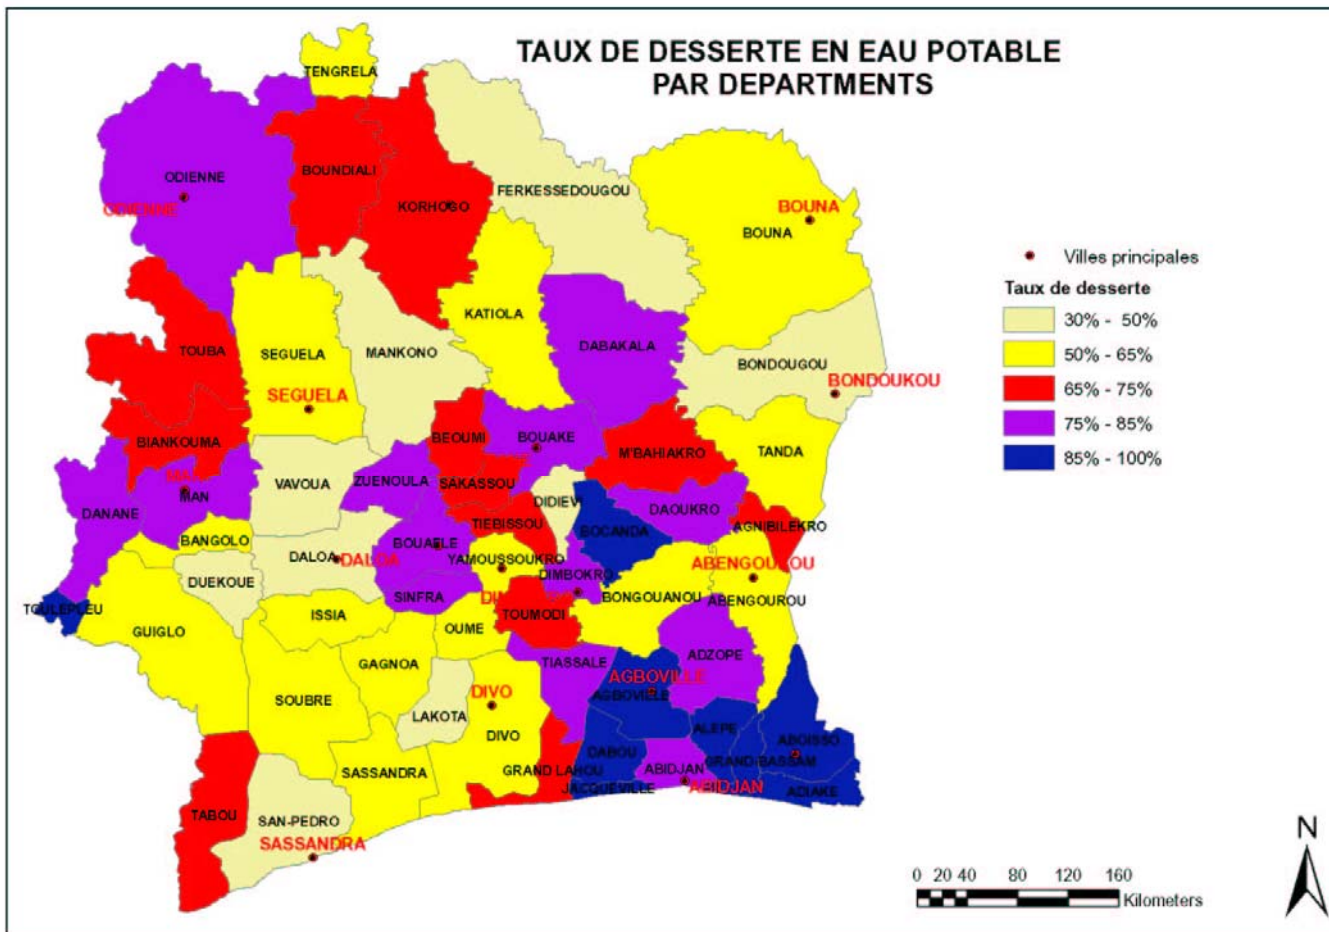 TAUX DE DESSERTE EN EAU POTABLE
PAR DEPARTMENTS
TENGRELA
ODIENNE
ODIENNE
BOUNDIALI
KORHOGO
FERKESSEDOUGOU
BOUNA
BOUNA
Villes principales
Taux de desserte
30% - 50%
50% - 65%
65% - 75%
75% - 85%
85% - 100%
TOUBA
SEGUELA
SEGUELA
MANKONO
KATIOLA
DABAKALA
BONDOUGOU
BONDOUKOU
BIANKOUMA
BEOUMI
BOUAKE
M'BAHIAKRO
TANDA
DANANE
MAN
VAVOUA
ZUENOULA
SAKASSOU
DIDIEVI
DAOUKRO
AGNIBILEKRO
BANGOLO
TIEBISSOU
BOCANDA
DUEKOUE
DALOA
DALOA
BOUAFLE
YAMOUSSOUKRO
DIMBOKRO
ABENGOUROU
TOULEPLEU
GUIGLO
ISSIA
SINFRA
OUME
TOUMODI
BONGOUANOU
ABENGOUROU
SOUBRE
GAGNOA
LAKOTA
DIVO
DIVO
TIASSALE
AGBOVILLE
AGBOVILLE
ADZOPE
TABOU
SAN-PEDRO
SASSANDRA
SASSANDRA
GRAND LAHOU
DABOU
JACQUEVILLE
ABIDJAN
ABIDJAN
ALEPE
GRAND-BASSAM
ABOISSO
ADIAKE
N
0 20 40 80 120 160
Kilometers